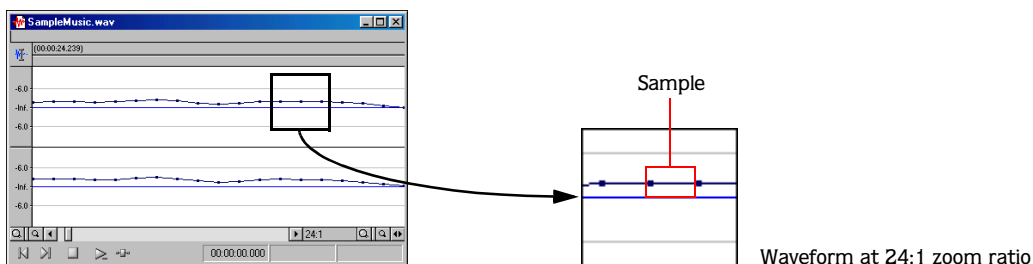 SampleMusic.wav
(00:00:24.239)
-6.0
-Inf.
-6.0
-6.0
-Inf.
-6.0
24:1
00:00:00.000
Sample
Waveform at 24:1 zoom ratio